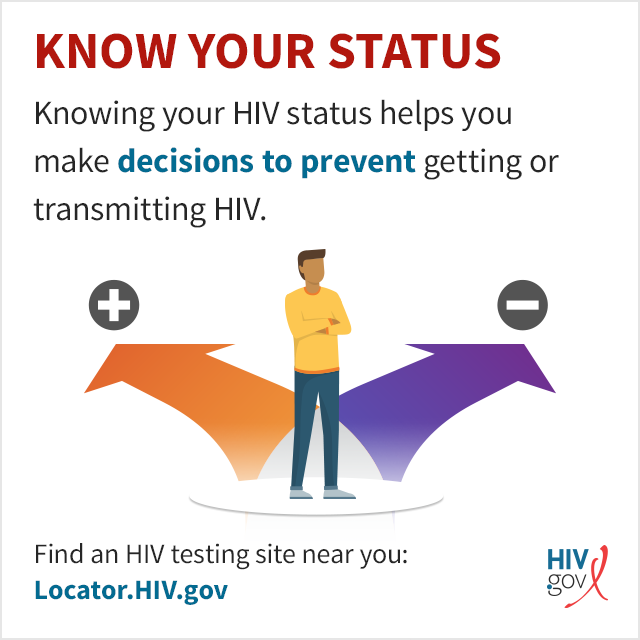 KNOW YOUR STATUS
Knowing your HIV status helps you
make decisions to prevent getting or
transmitting HIV.
Find an HIV testing site near you:
Locator.HIV.gov
HIV
.gov